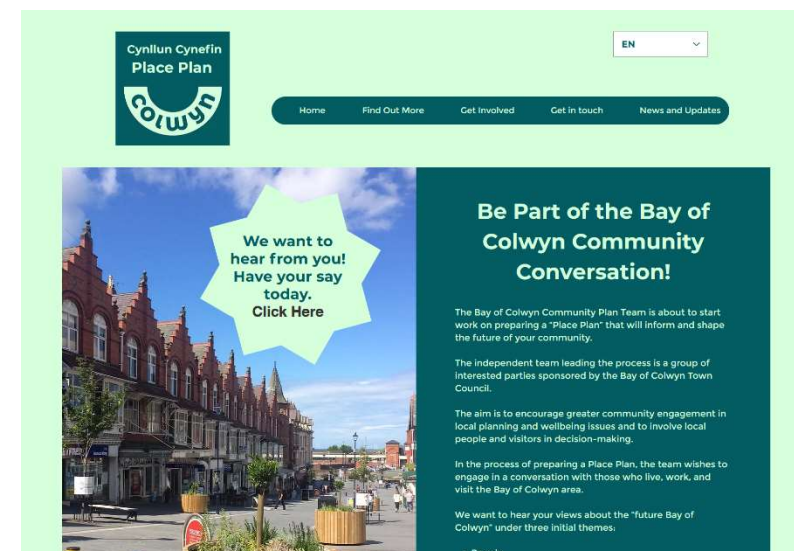 Cynllun Cynefin
Place Plan
colwyn
EN
Home
Find Out More
Get Involved
Get in touch
News and Updates
We want to
hear from you!
Have your say
today.
Click Here
Be Part of the Bay of
Colwyn Community
Conversation!
The Bay of Colwyn Community Plan Team is about to start
work on preparing a "Place Plan" that will inform and shape
the future of your community.
The independent team leading the process is a group of
interested parties sponsored by the Bay of Colwyn Town
Council.
The aim is to encourage greater community engagement in
local planning and wellbeing issues and to involve local
people and visitors in decision-making.
In the process of preparing a Place Plan, the team wishes to
engage in a conversation with those who live, work, and
visit the Bay of Colwyn area.
We want to hear your views about the "future Bay of
Colwyn" under three initial themes: